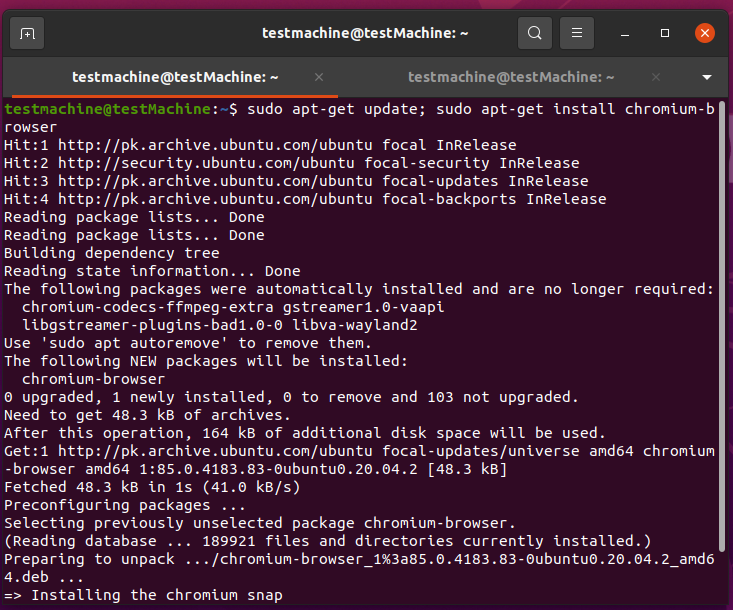 testmachine@testMachine: ~
testmachine@testMachine: ~
testmachine@testMachine: ~
testmachine@testMachine:~$ sudo apt-get update; sudo apt-get install chromium-b
rowser
Hit:1 http://pk.archive.ubuntu.com/ubuntu focal InRelease
Hit:2 http://security.ubuntu.com/ubuntu focal-security InRelease
Hit:3 http://pk.archive.ubuntu.com/ubuntu focal-updates InRelease
Hit:4 http://pk.archive.ubuntu.com/ubuntu focal-backports InRelease
Reading package lists... Done
Reading package lists... Done
Building dependency tree
Reading state information... Done
The following packages were automatically installed and are no longer required:
  chromium-codecs-ffmpeg-extra gstreamer1.0-vaapi
  libgstreamer-plugins-bad1.0-0 libva-wayland2
Use 'sudo apt autoremove' to remove them.
The following NEW packages will be installed:
  chromium-browser
0 upgraded, 1 newly installed, 0 to remove and 103 not upgraded.
Need to get 48.3 kB of archives.
After this operation, 164 kB of additional disk space will be used.
Get:1 http://pk.archive.ubuntu.com/ubuntu focal-updates/universe amd64 chromium
-browser amd64 1:85.0.4183.83-0ubuntu0.20.04.2 [48.3 kB]
Fetched 48.3 kB in 1s (41.0 kB/s)
Preconfiguring packages ...
Selecting previously unselected package chromium-browser.
(Reading database ... 189921 files and directories currently installed.)
Preparing to unpack .../chromium-browser_1%3a85.0.4183.83-0ubuntu0.20.04.2_amd6
4.deb ...
=> Installing the chromium snap